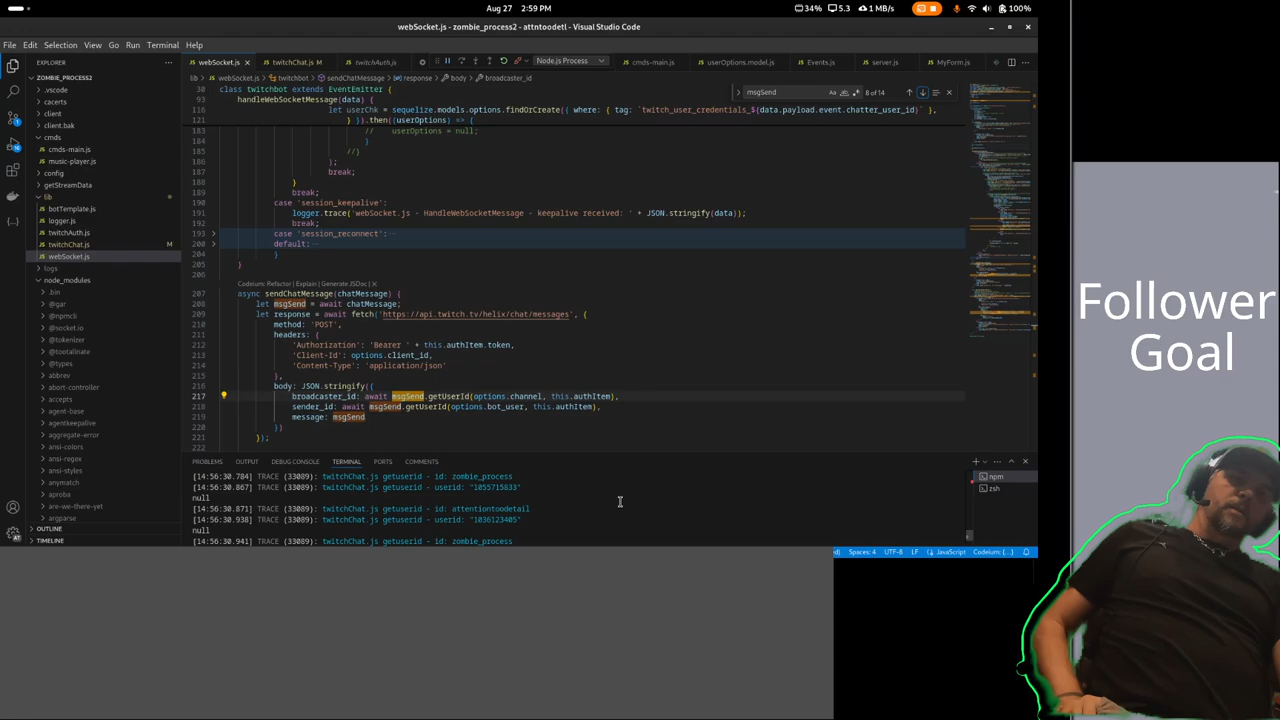 Aug 27 2:59 PM
34% 5.3 1 MB/s 100%
webSocket.js - zombie_process2 - attntoodetl - Visual Studio Code
File Edit Selection View Go Run Terminal Help
EXPLORER
webSocket.js twitchChat.js M twitchAuth.js Node.js Process cmds-main.js userOptions.model.js Events.js server.js MyForm.js
ZOMBIE_PROCESS2
lib > webSocket.js > twitchbot > sendChatMessage > response > body > broadcaster_id
.vscode
cacerts
client
client.bak
cmds
cmds-main.js
music-player.js
config
getStreamData
lib
botTemplate.js
logger.js
twitchAuth.js
twitchChat.js M
webSocket.js
logs
node_modules
.bin
@gar
@npmcli
@socket.io
@tokenizer
@tootallnate
@types
abbrev
abort-controller
agent-base
agentkeepalive
aggregate-error
ansi-colors
ansi-regex
ansi-styles
anymatch
aproba
are-we-there-yet
argparse
OUTLINE
TIMELINE
msgSend Aa ab .* 8 of 14
30 class twitchbot extends EventEmitter {
93 handleWebSocketMessage(data) {
116 let userChk = sequelize.models.options.findOrCreate({ where: { tag: `twitch_user_credentials_${data.payload.event.chatter_user_id}` },
121 } }).then((userOptions) => {
183 // userOptions = null;
184 }
185 //}
186 );
187 break;
188 }
189 break;
190 case 'session_keepalive':
191 logger.trace('webSocket.js - HandleWebSocketMessage - keepalive received: ' + JSON.stringify(data));
192 break;
193 case 'session_reconnect': ...
200 default: ...
204 }
205 }
206
Codeium: Refactor | Explain | Generate JSDoc | X
207 async sendChatMessage(chatMessage) {
208 let msgSend = await chatMessage;
209 let response = await fetch('https://api.twitch.tv/helix/chat/messages', {
210 method: 'POST',
211 headers: {
212 'Authorization': 'Bearer ' + this.authItem.token,
213 'Client-Id': options.client_id,
214 'Content-Type': 'application/json'
215 },
216 body: JSON.stringify({
217 broadcaster_id: await msgSend.getUserId(options.channel, this.authItem),
218 sender_id: await msgSend.getUserId(options.bot_user, this.authItem),
219 message: msgSend
220 })
221 });
222
PROBLEMS OUTPUT DEBUG CONSOLE TERMINAL PORTS COMMENTS
[14:56:30.784] TRACE (33089): twitchChat.js getuserid - id: zombie_process
[14:56:30.867] TRACE (33089): twitchChat.js getuserid - userid: "1055715833"
null
[14:56:30.871] TRACE (33089): twitchChat.js getuserid - id: attentiontoodetail
[14:56:30.938] TRACE (33089): twitchChat.js getuserid - userid: "1036123405"
null
[14:56:30.941] TRACE (33089): twitchChat.js getuserid - id: zombie_process
npm
zsh
Spaces: 4 UTF-8 LF JavaScript Codeium: {...}
Follower
Goal